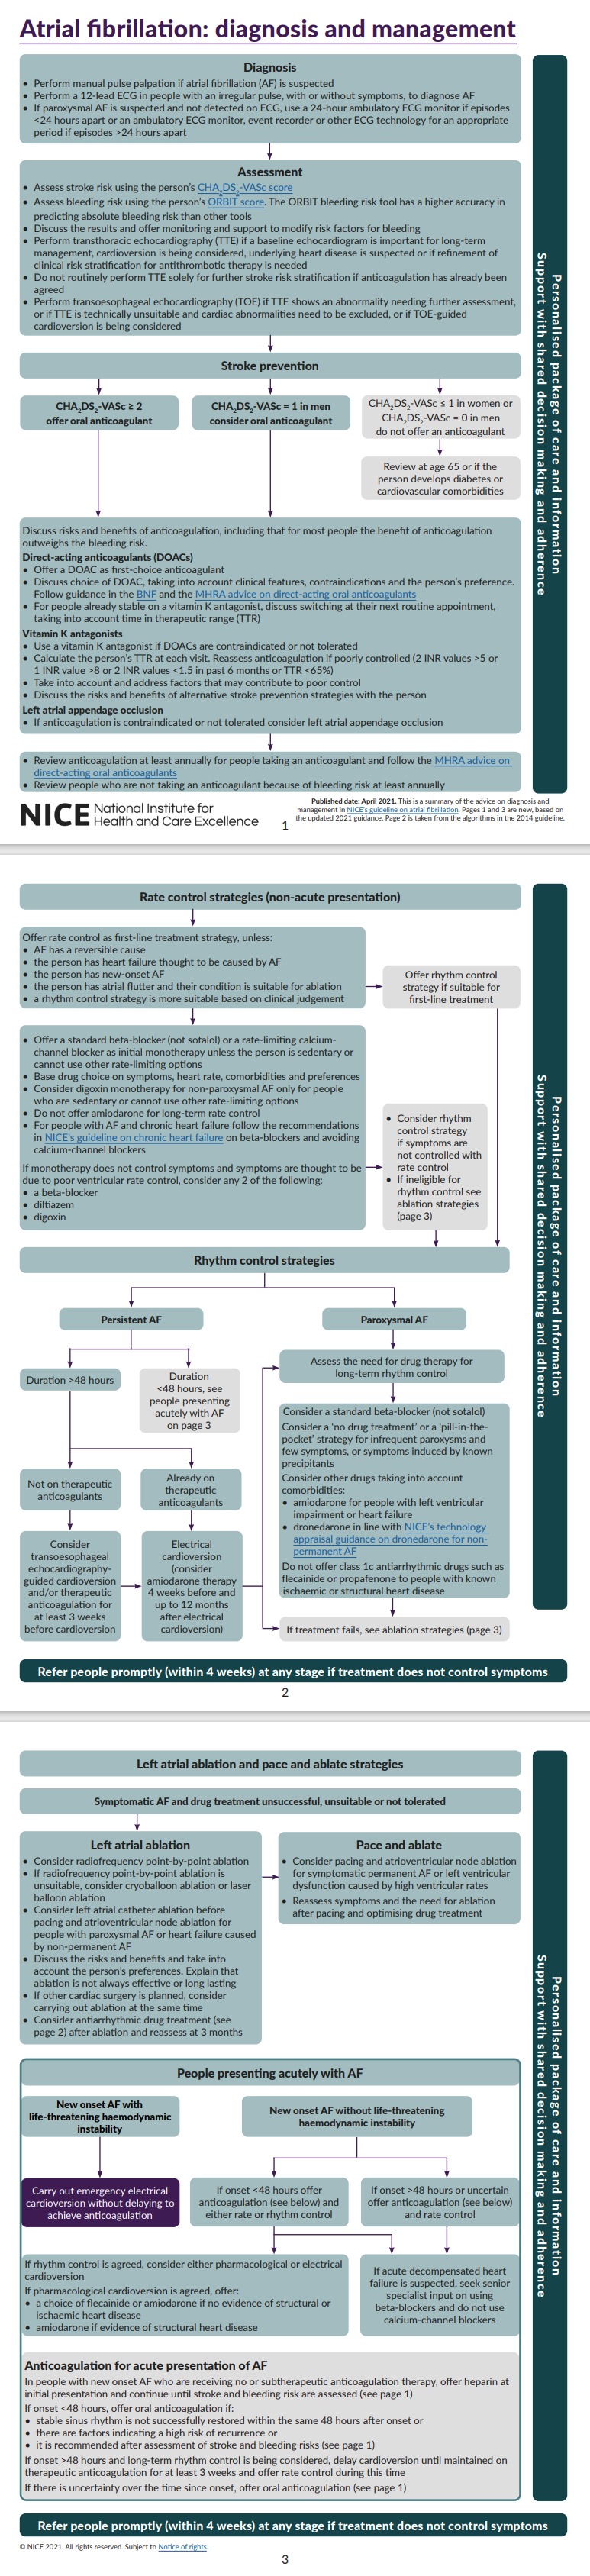 Atrial fibrillation: diagnosis and management
Diagnosis
• Perform manual pulse palpation if atrial fibrillation (AF) is suspected
• Perform a 12-lead ECG in people with an irregular pulse, with or without symptoms, to diagnose AF
• If paroxysmal AF is suspected and not detected on ECG, use a 24-hour ambulatory ECG monitor if episodes
<24 hours apart or an ambulatory ECG monitor, event recorder or other ECG technology for an appropriate
period if episodes >24 hours apart
Assessment
• Assess stroke risk using the person's CHA₂DS₂-VASc score
• Assess bleeding risk using the person's ORBIT score. The ORBIT bleeding risk tool has a higher accuracy in
predicting absolute bleeding risk than other tools
• Discuss the results and offer monitoring and support to modify risk factors for bleeding
• Perform transthoracic echocardiography (TTE) if a baseline echocardiogram is important for long-term
management, cardioversion is being considered, underlying heart disease is suspected or if refinement of
clinical risk stratification for antithrombotic therapy is needed
• Do not routinely perform TTE solely for further stroke risk stratification if anticoagulation has already been
agreed
• Perform transoesophageal echocardiography (TOE) if TTE shows an abnormality needing further assessment,
or if TTE is technically unsuitable and cardiac abnormalities need to be excluded, or if TOE-guided
cardioversion is being considered
Stroke prevention
CHA₂DS₂-VASc ≥ 2
offer oral anticoagulant
CHA₂DS₂-VASc = 1 in men
consider oral anticoagulant
CHA₂DS₂-VASc ≤ 1 in women or
CHA₂DS₂-VASc = 0 in men
do not offer an anticoagulant
Review at age 65 or if the
person develops diabetes or
cardiovascular comorbidities
Discuss risks and benefits of anticoagulation, including that for most people the benefit of anticoagulation
outweighs the bleeding risk.
Direct-acting anticoagulants (DOACs)
• Offer a DOAC as first-choice anticoagulant
• Discuss choice of DOAC, taking into account clinical features, contraindications and the person's preference.
Follow guidance in the BNF and the MHRA advice on direct-acting oral anticoagulants
• For people already stable on a vitamin K antagonist, discuss switching at their next routine appointment,
taking into account time in therapeutic range (TTR)
Vitamin K antagonists
• Use a vitamin K antagonist if DOACs are contraindicated or not tolerated
• Calculate the person's TTR at each visit. Reassess anticoagulation if poorly controlled (2 INR values >5 or
1 INR value >8 or 2 INR values <1.5 in past 6 months or TTR <65%)
• Take into account and address factors that may contribute to poor control
• Discuss the risks and benefits of alternative stroke prevention strategies with the person
Left atrial appendage occlusion
• If anticoagulation is contraindicated or not tolerated consider left atrial appendage occlusion
• Review anticoagulation at least annually for people taking an anticoagulant and follow the MHRA advice on
direct-acting oral anticoagulants
• Review people who are not taking an anticoagulant because of bleeding risk at least annually
Personalised package of care and information
Support with shared decision making and adherence
NICE National Institute for
Health and Care Excellence
1
Published date: April 2021. This is a summary of the advice on diagnosis and
management in NICE's guideline on atrial fibrillation. Pages 1 and 3 are new, based on
the updated 2021 guidance. Page 2 is taken from the algorithms in the 2014 guideline.
Rate control strategies (non-acute presentation)
Offer rate control as first-line treatment strategy, unless:
• AF has a reversible cause
• the person has heart failure thought to be caused by AF
• the person has new-onset AF
• the person has atrial flutter and their condition is suitable for ablation
• a rhythm control strategy is more suitable based on clinical judgement
Offer rhythm control
strategy if suitable for
first-line treatment
• Offer a standard beta-blocker (not sotalol) or a rate-limiting calcium-
channel blocker as initial monotherapy unless the person is sedentary or
cannot use other rate-limiting options
• Base drug choice on symptoms, heart rate, comorbidities and preferences
• Consider digoxin monotherapy for non-paroxysmal AF only for people
who are sedentary or cannot use other rate-limiting options
• Do not offer amiodarone for long-term rate control
• For people with AF and chronic heart failure follow the recommendations
in NICE's guideline on chronic heart failure on beta-blockers and avoiding
calcium-channel blockers
If monotherapy does not control symptoms and symptoms are thought to be
due to poor ventricular rate control, consider any 2 of the following:
• a beta-blocker
• diltiazem
• digoxin
• Consider rhythm
control strategy
if symptoms are
not controlled with
rate control
• If ineligible for
rhythm control see
ablation strategies
(page 3)
Rhythm control strategies
Persistent AF
Paroxysmal AF
Duration >48 hours
Duration
<48 hours, see
people presenting
acutely with AF
on page 3
Assess the need for drug therapy for
long-term rhythm control
Not on therapeutic
anticoagulants
Already on
therapeutic
anticoagulants
Consider
transoesophageal
echocardiography-
guided cardioversion
and/or therapeutic
anticoagulation for
at least 3 weeks
before cardioversion
Electrical
cardioversion
(consider
amiodarone therapy
4 weeks before and
up to 12 months
after electrical
cardioversion)
Consider a standard beta-blocker (not sotalol)
Consider a 'no drug treatment' or a 'pill-in-the-
pocket' strategy for infrequent paroxysms and
few symptoms, or symptoms induced by known
precipitants
Consider other drugs taking into account
comorbidities:
• amiodarone for people with left ventricular
impairment or heart failure
• dronedarone in line with NICE's technology
appraisal guidance on dronedarone for non-
permanent AF
Do not offer class 1c antiarrhythmic drugs such as
flecainide or propafenone to people with known
ischaemic or structural heart disease
If treatment fails, see ablation strategies (page 3)
Personalised package of care and information
Support with shared decision making and adherence
Refer people promptly (within 4 weeks) at any stage if treatment does not control symptoms
2
Left atrial ablation and pace and ablate strategies
Symptomatic AF and drug treatment unsuccessful, unsuitable or not tolerated
Left atrial ablation
• Consider radiofrequency point-by-point ablation
• If radiofrequency point-by-point ablation is
unsuitable, consider cryoballoon ablation or laser
balloon ablation
• Consider left atrial catheter ablation before
pacing and atrioventricular node ablation for
people with paroxysmal AF or heart failure caused
by non-permanent AF
• Discuss the risks and benefits and take into
account the person's preferences. Explain that
ablation is not always effective or long lasting
• If other cardiac surgery is planned, consider
carrying out ablation at the same time
• Consider antiarrhythmic drug treatment (see
page 2) after ablation and reassess at 3 months
Pace and ablate
• Consider pacing and atrioventricular node ablation
for symptomatic permanent AF or left ventricular
dysfunction caused by high ventricular rates
• Reassess symptoms and the need for ablation
after pacing and optimising drug treatment
People presenting acutely with AF
New onset AF with
life-threatening haemodynamic
instability
New onset AF without life-threatening
haemodynamic instability
Carry out emergency electrical
cardioversion without delaying to
achieve anticoagulation
If onset <48 hours offer
anticoagulation (see below) and
either rate or rhythm control
If onset >48 hours or uncertain
offer anticoagulation (see below)
and rate control
If rhythm control is agreed, consider either pharmacological or electrical
cardioversion
If pharmacological cardioversion is agreed, offer:
• a choice of flecainide or amiodarone if no evidence of structural or
ischaemic heart disease
• amiodarone if evidence of structural heart disease
If acute decompensated heart
failure is suspected, seek senior
specialist input on using
beta-blockers and do not use
calcium-channel blockers
Anticoagulation for acute presentation of AF
In people with new onset AF who are receiving no or subtherapeutic anticoagulation therapy, offer heparin at
initial presentation and continue until stroke and bleeding risk are assessed (see page 1)
If onset <48 hours, offer oral anticoagulation if:
• stable sinus rhythm is not successfully restored within the same 48 hours after onset or
• there are factors indicating a high risk of recurrence or
• it is recommended after assessment of stroke and bleeding risks (see page 1)
If onset >48 hours and long-term rhythm control is being considered, delay cardioversion until maintained on
therapeutic anticoagulation for at least 3 weeks and offer rate control during this time
If there is uncertainty over the time since onset, offer oral anticoagulation (see page 1)
Personalised package of care and information
Support with shared decision making and adherence
Refer people promptly (within 4 weeks) at any stage if treatment does not control symptoms
© NICE 2021. All rights reserved. Subject to Notice of rights.
3